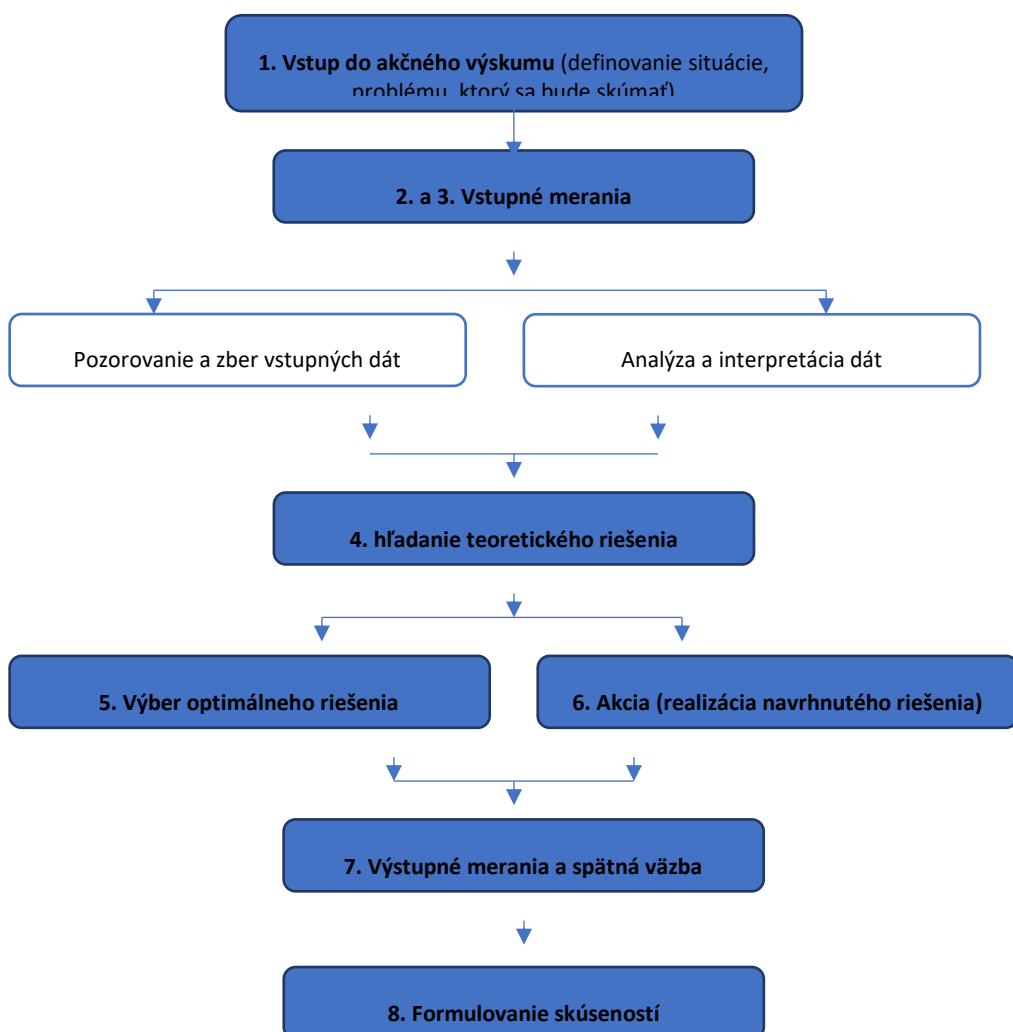 1. Vstup do akčného výskumu (definovanie situácie,
problému, ktorý sa bude skúmať)
2. a 3. Vstupné merania
Pozorovanie a zber vstupných dát
Analýza a interpretácia dát
4. hľadanie teoretického riešenia
5. Výber optimálneho riešenia
6. Akcia (realizácia navrhnutého riešenia)
7. Výstupné merania a spätná väzba
8. Formulovanie skúseností